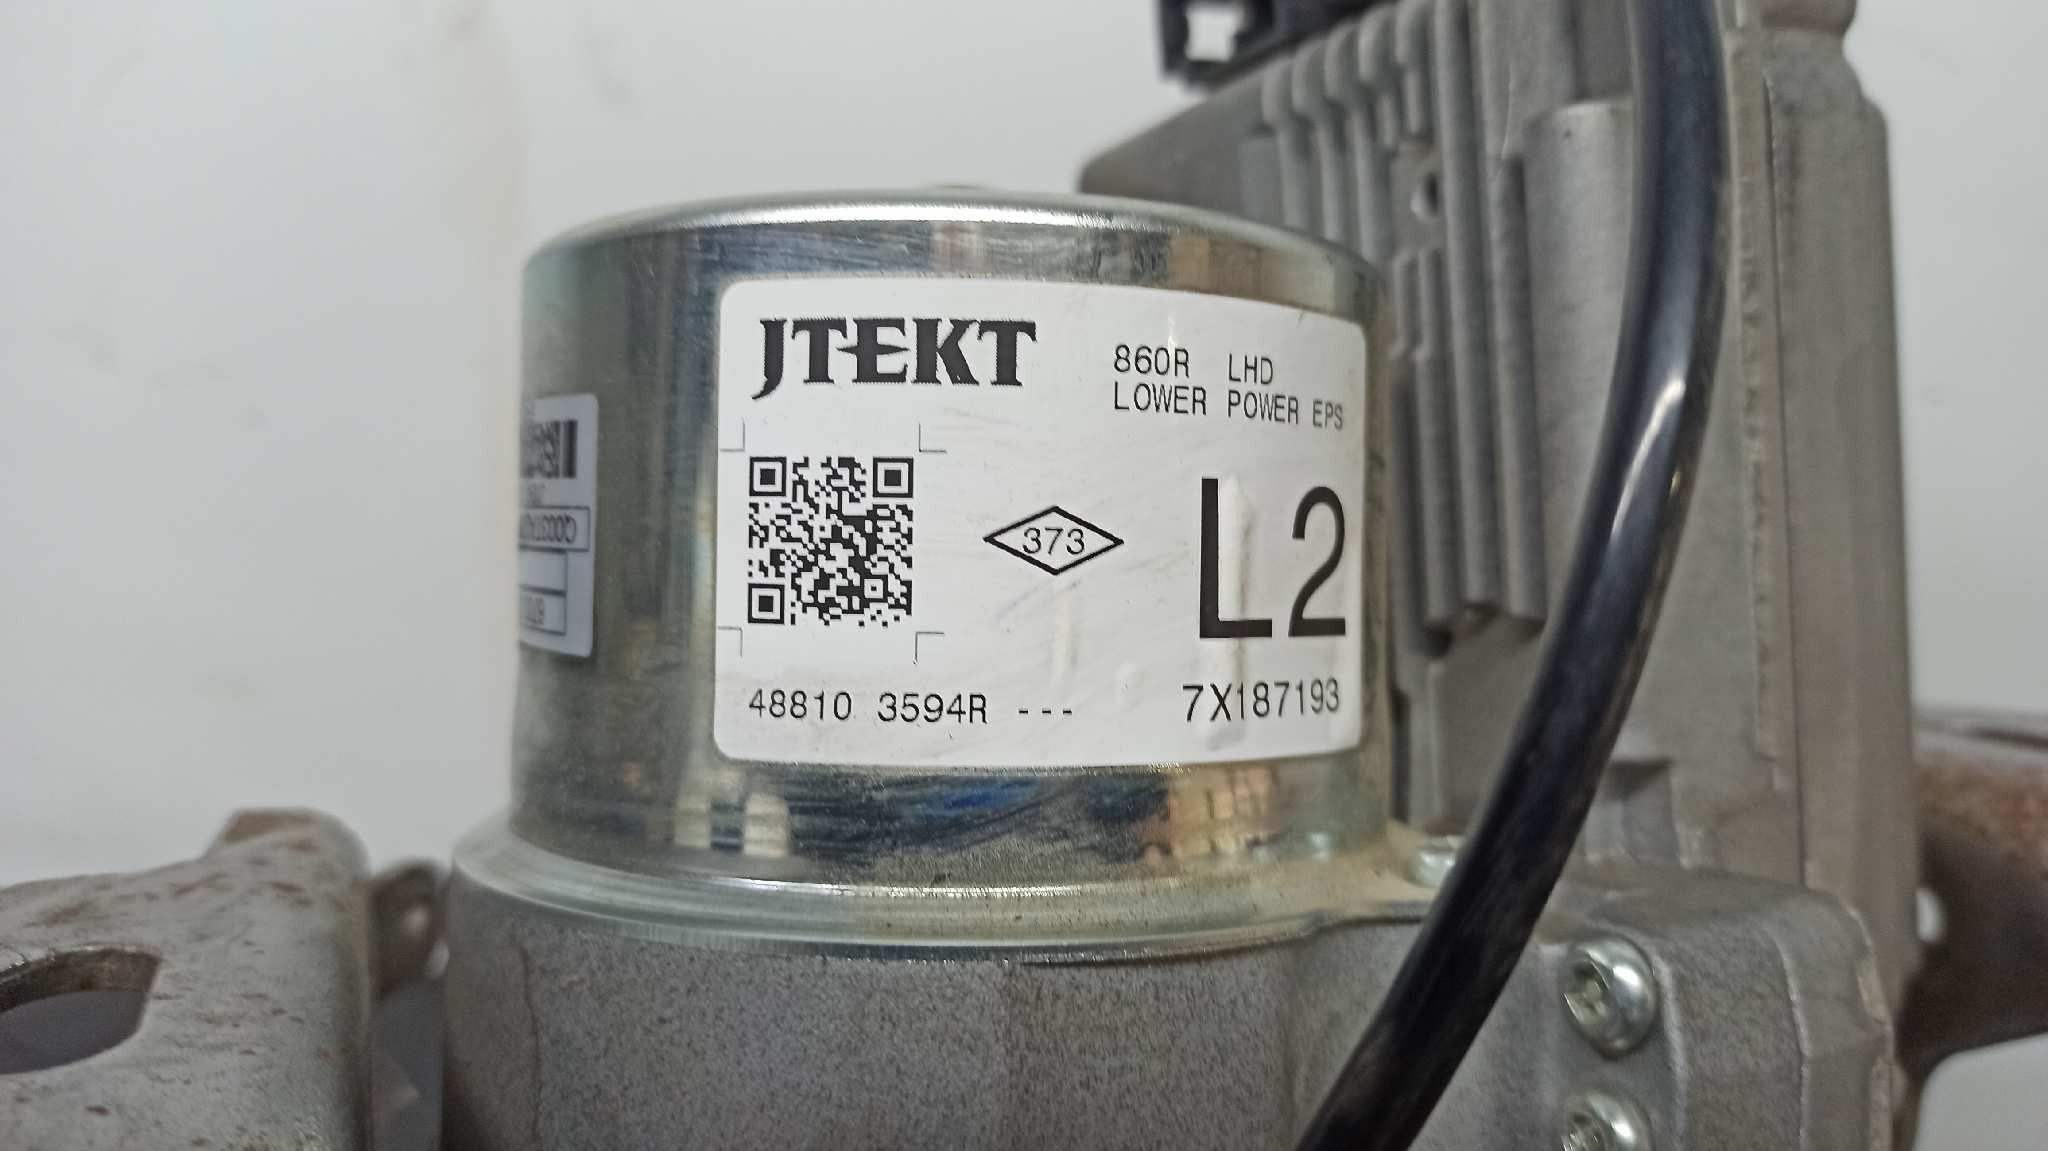 JTEKT
860R LHD
LOWER POWER EPS
373
L2
48810 3594R ---
7X187193